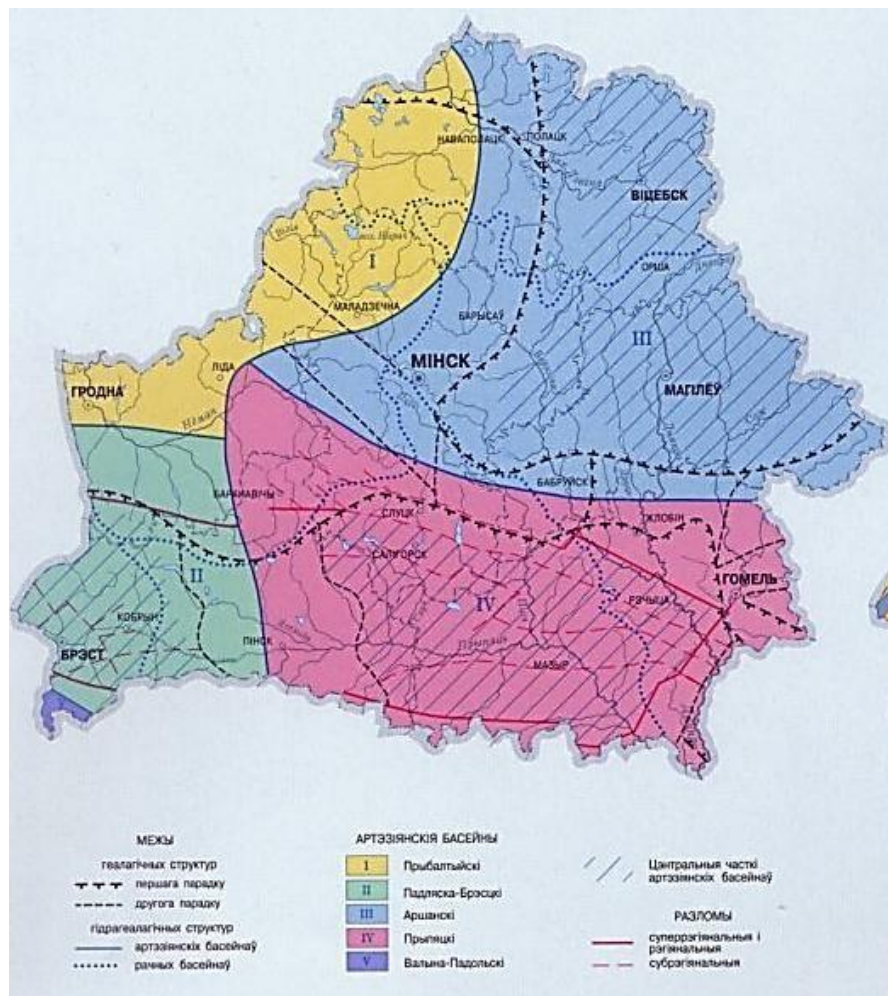 НАВАПОЛАЦК
ПОЛАЦК
ВІЦЕБСК
I
МАЛАДЗЕЧНА
БАРЫСАЎ
ОРША
III
МІНСК
ЛІДА
ГРОДНА
Нёман
МАГІЛЕЎ
БАРАНАВІЧЫ
БАБРУЙСК
СЛУЦК
ЖЛОБІН
САЛІГОРСК
II
IV
ГОМЕЛЬ
РЭЧЫЦА
КОБРЫН
ПІНСК
Прыпяць
БРЭСТ
МАЗЫР
МЕЖЫ
геалагічных структур
першага парадку
другога парадку
гідрагеалагічных структур
артэзіянскіх басейнаў
рачных басейнаў
АРТЭЗІЯНСКІЯ БАСЕЙНЫ
I Прыбалтыйскі
II Падляска-Брэсцкі
III Аршанскі
IV Прыпяцкі
V Валына-Падольскі
Цэнтральныя часткі
артэзіянскіх басейнаў
РАЗЛОМЫ
суперрэгіянальныя і
рэгіянальныя
субрэгіянальныя